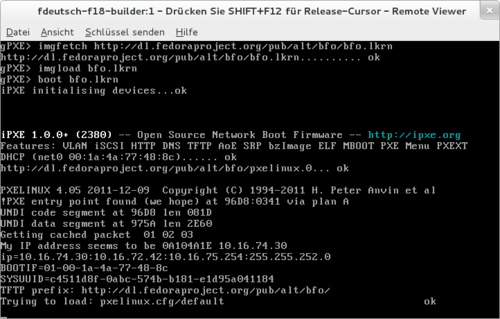 fdeutsch-f18-builder:1 – Drücken Sie SHIFT+F12 für Release-Cursor – Remote Viewer
Datei Ansicht Schlüssel senden Hilfe
gPXE> imgfetch http://dl.fedoraproject.org/pub/alt/bfo/bfo.lkrn
http://dl.fedoraproject.org/pub/alt/bfo/bfo.lkrn.......... ok
gPXE> imgload bfo.lkrn
gPXE> boot bfo.lkrn
iPXE initialising devices...ok
iPXE 1.0.0+ (2380) -- Open Source Network Boot Firmware -- http://ipxe.org
Features: VLAN iSCSI HTTP DNS TFTP AoE SRP bzImage ELF MBOOT PXE Menu PXEXT
DHCP (net0 00:1a:4a:77:48:8c)...... ok
http://dl.fedoraproject.org/pub/alt/bfo/pxelinux.0... ok
PXELINUX 4.05 2011-12-09 Copyright (C) 1994-2011 H. Peter Anvin et al
!PXE entry point found (we hope) at 96D8:0341 via plan A
UNDI code segment at 96D8 len 081D
UNDI data segment at 975A len 2E60
Getting cached packet 01 02 03
My IP address seems to be 0A104A1E 10.16.74.30
ip=10.16.74.30:10.16.72.42:10.16.75.254:255.255.252.0
BOOTIF=01-00-1a-4a-77-48-8c
SYSUUID=c4511d8f-0abc-574b-b181-e1d95a041184
TFTP prefix: http://dl.fedoraproject.org/pub/alt/bfo/
Trying to load: pxelinux.cfg/default ok